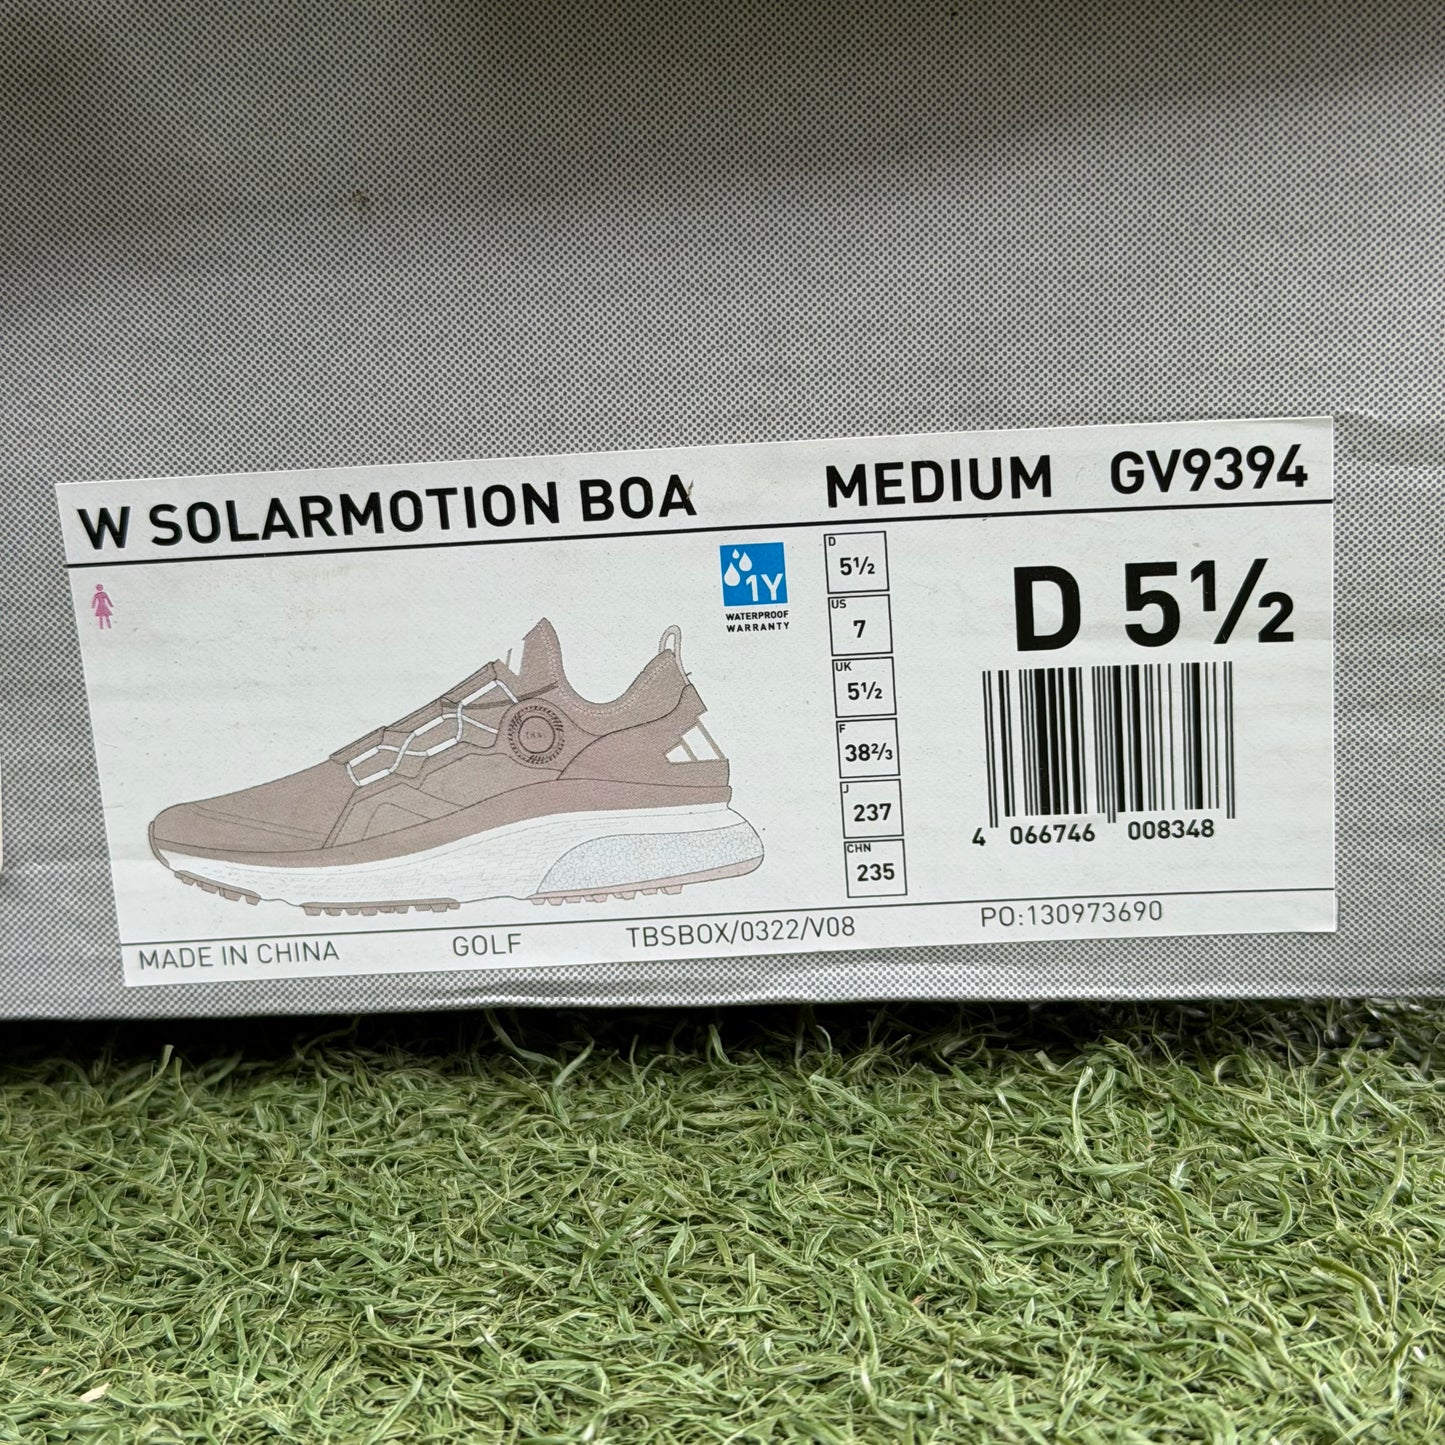 W SOLARMOTION BOA MEDIUM GV9394
1Y
WATERPROOF
WARRANTY
D
5½
US
7
UK
5½
F
38⅔
J
237
CHN
235
D 5½
4 066746 008348
MADE IN CHINA GOLF TBSBOX/0322/V08 PO:130973690